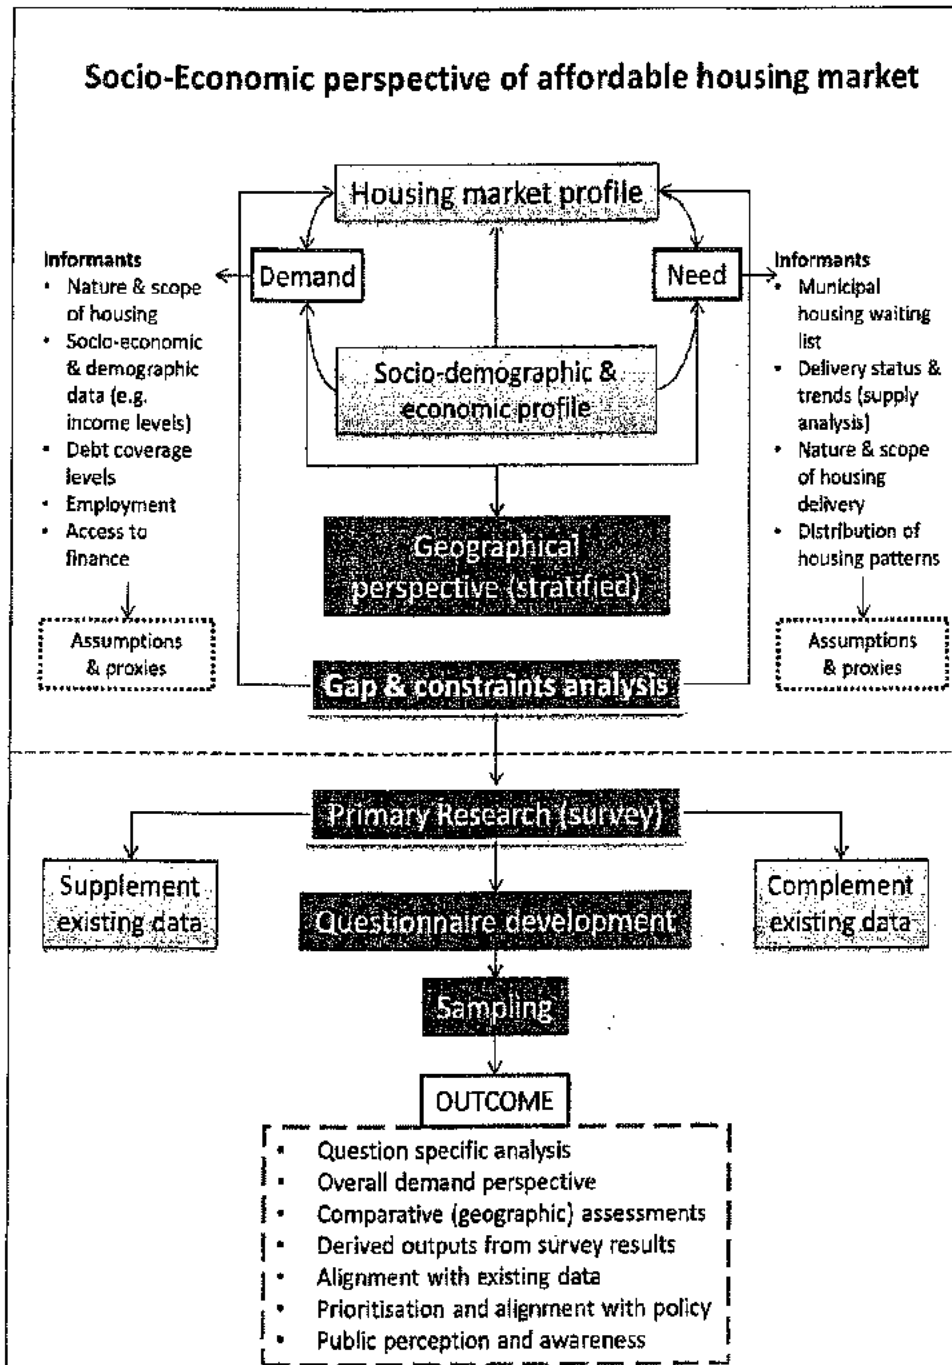 Socio-Economic perspective of affordable housing market
Housing market profile
Demand
Need
Informants
• Nature & scope
of housing
• Socio-economic
& demographic
data (e.g.
income levels)
• Debt coverage
levels
• Employment
• Access to
finance
Assumptions
& proxies
Informants
• Municipal
housing waiting
list
• Delivery status &
trends (supply
analysis)
• Nature & scope
of housing
delivery
• Distribution of
housing patterns
Assumptions
& proxies
Socio-demographic &
economic profile
Geographical
perspective (stratified)
Gap & constraints analysis
Primary Research (survey)
Supplement
existing data
Complement
existing data
Questionnaire development
Sampling
OUTCOME
• Question specific analysis
• Overall demand perspective
• Comparative (geographic) assessments
• Derived outputs from survey results
• Alignment with existing data
• Prioritisation and alignment with policy
• Public perception and awareness